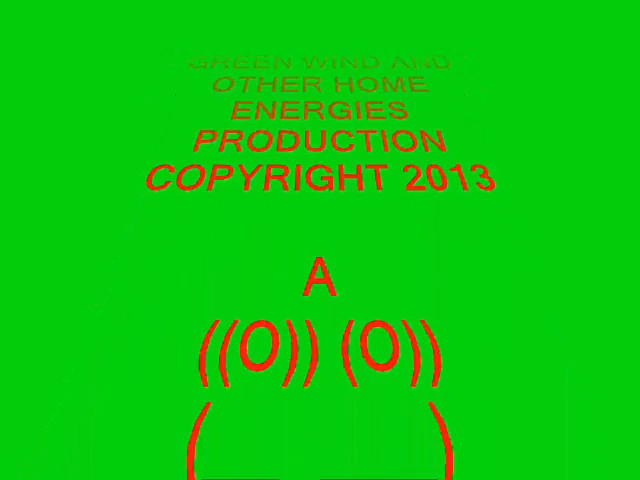 GREEN WIND AND
OTHER HOME
ENERGIES
PRODUCTION
COPYRIGHT 2013
A
((O)) (O))
( )